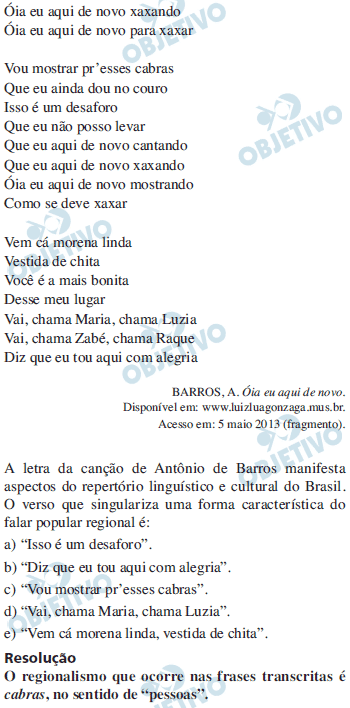 Óia eu aqui de novo xaxando
Óia eu aqui de novo para xaxar
Vou mostrar pr'esses cabras
Que eu ainda dou no couro
Isso é um desaforo
Que eu não posso levar
Que eu aqui de novo cantando
Que eu aqui de novo xaxando
Óia eu aqui de novo mostrando
Como se deve xaxar
Vem cá morena linda
Vestida de chita
Você é a mais bonita
Desse meu lugar
Vai, chama Maria, chama Luzia
Vai, chama Zabé, chama Raque
Diz que eu tou aqui com alegria
BARROS, A. Óia eu aqui de novo.
Disponível em: www.luizluagonzaga.mus.br.
Acesso em: 5 maio 2013 (fragmento).
A letra da canção de Antônio de Barros manifesta
aspectos do repertório linguístico e cultural do Brasil.
O verso que singulariza uma forma característica do
falar popular regional é:
a) “Isso é um desaforo”.
b) “Diz que eu tou aqui com alegria”.
c) “Vou mostrar pr'esses cabras”.
d) “Vai, chama Maria, chama Luzia”.
e) “Vem cá morena linda, vestida de chita”.
Resolução
O regionalismo que ocorre nas frases transcritas é
cabras, no sentido de “pessoas”.
OBJETIVO
OBJETIVO
OBJETIVO
OBJETIVO
OBJETIVO
OBJETIVO
OBJETIVO